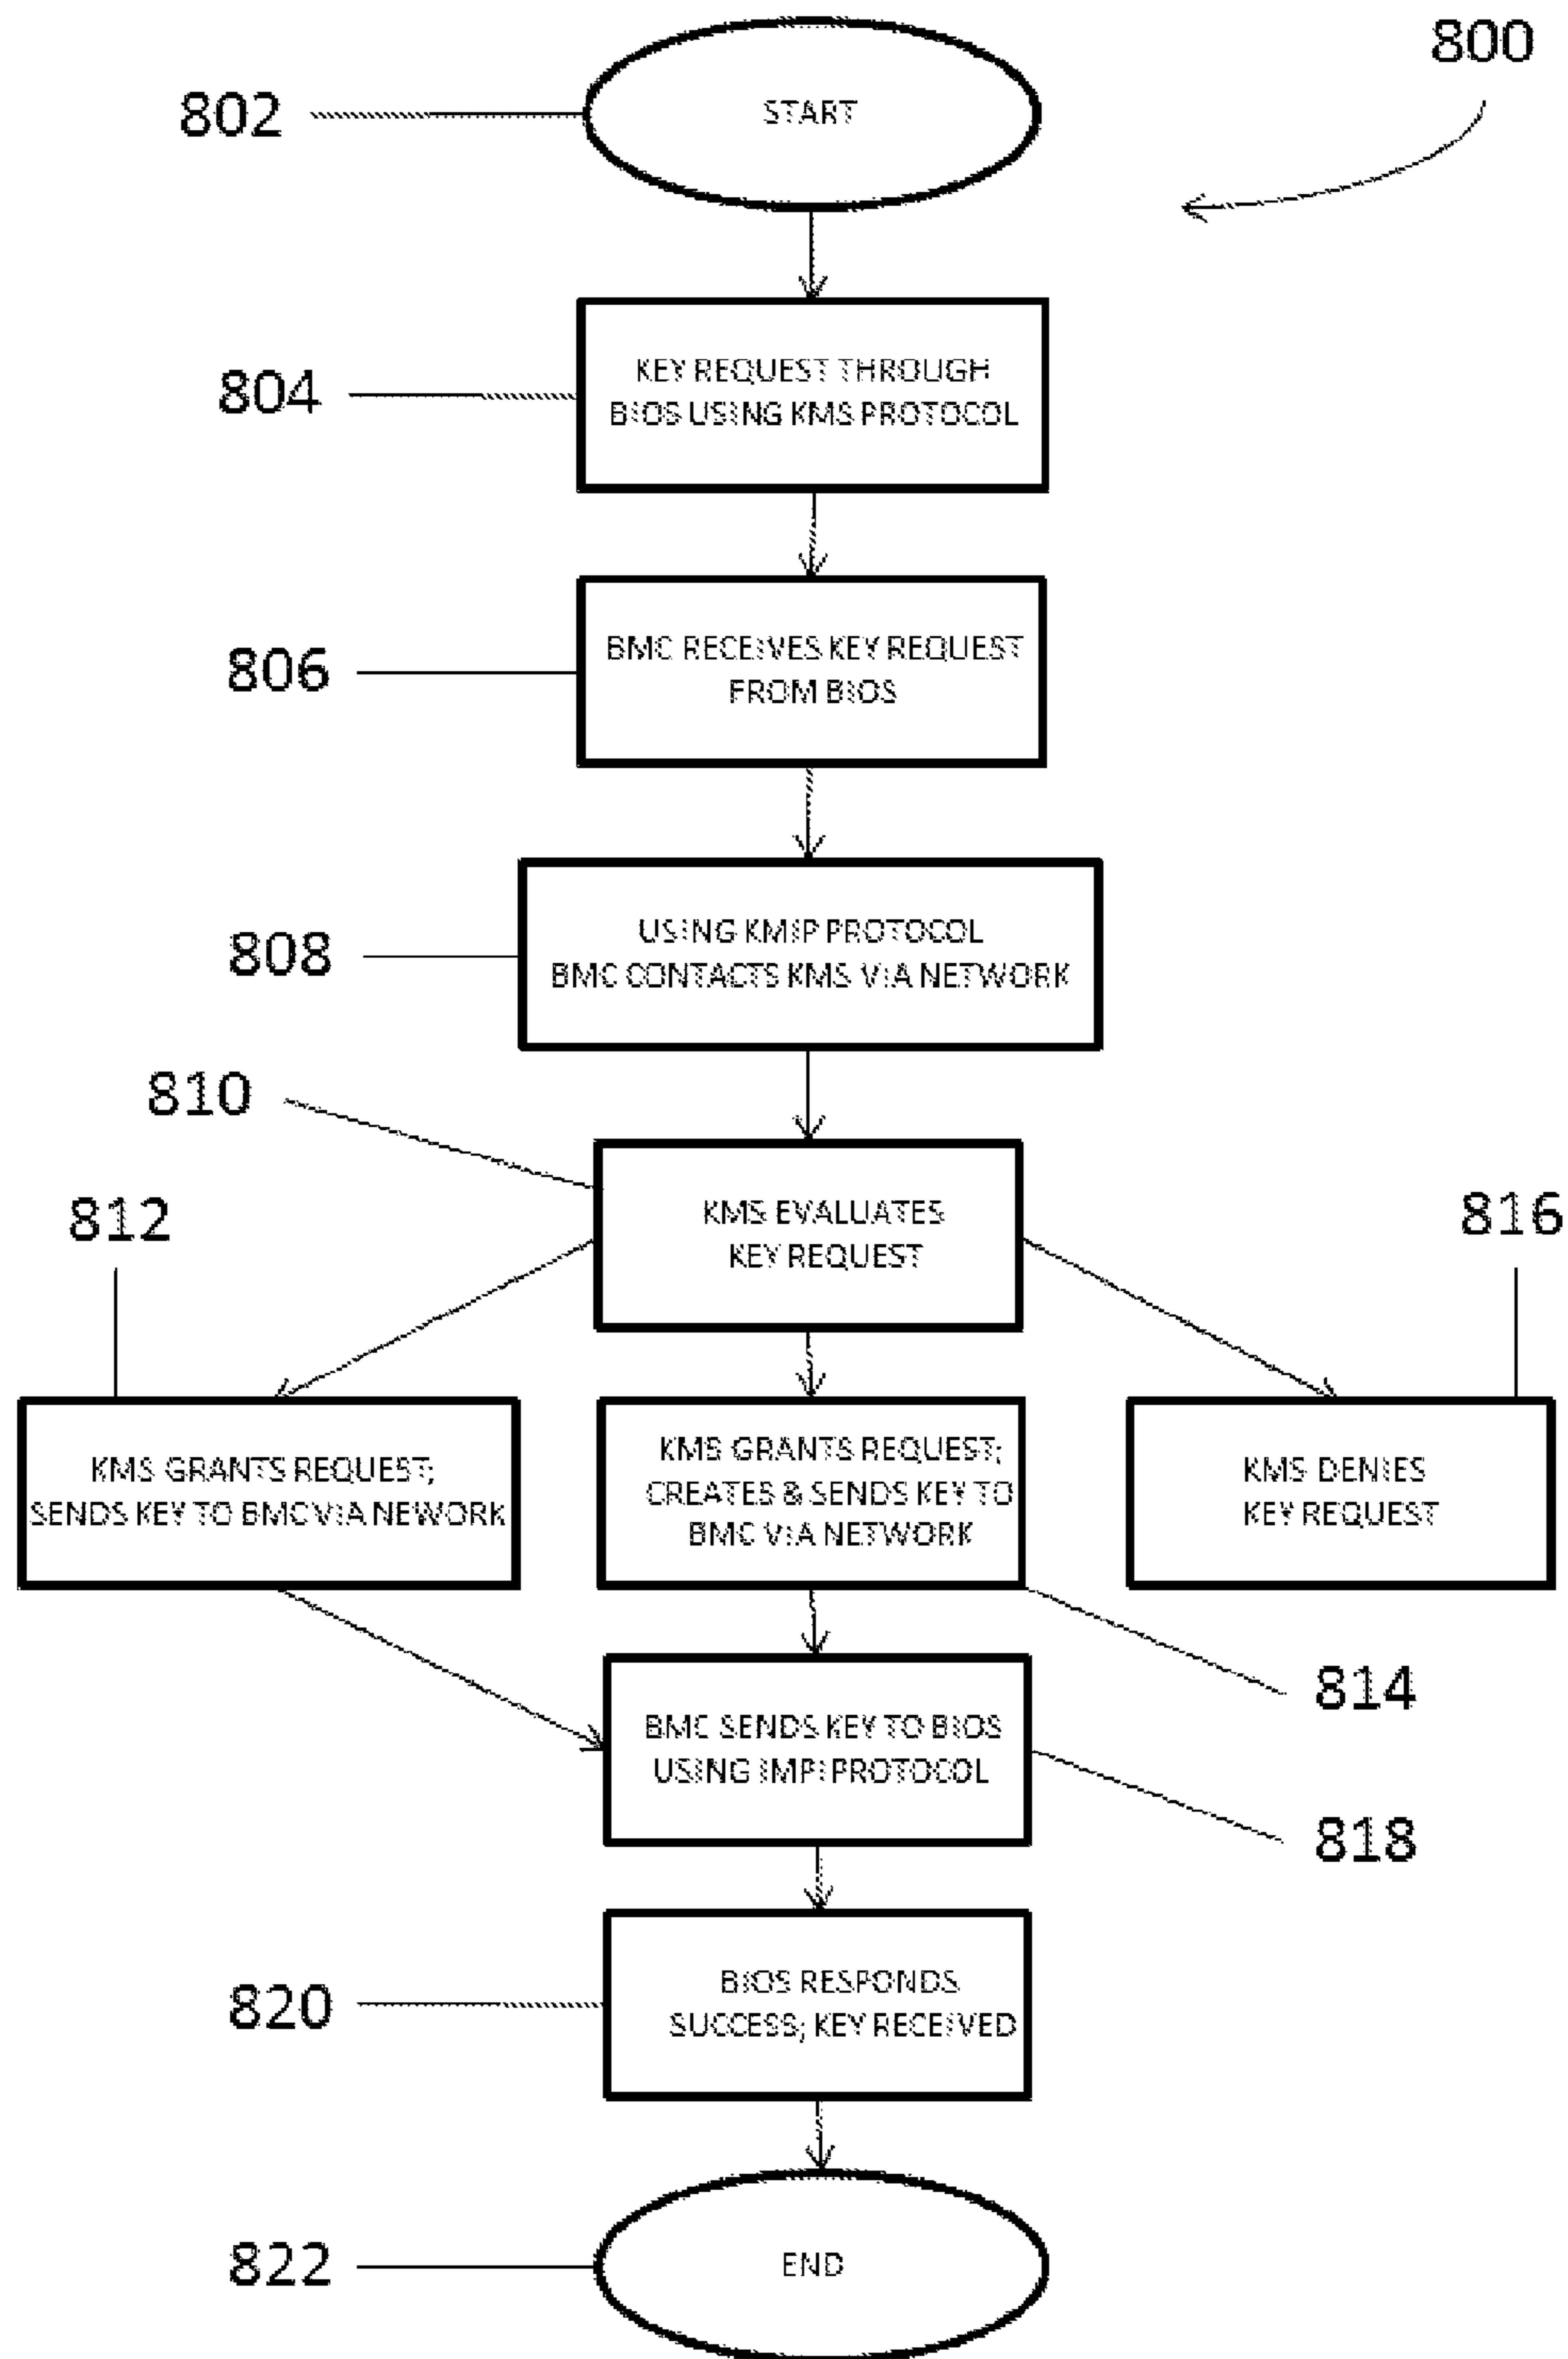 800
802
START
804
KEY REQUEST THROUGH
BIOS USING KMS PROTOCOL
806
BMC RECEIVES KEY REQUEST
FROM BIOS
808
USING KMIP PROTOCOL
BMC CONTACTS KMS VIA NETWORK
810
KMS EVALUATES
KEY REQUEST
812
816
KMS GRANTS REQUEST;
SENDS KEY TO BMC VIA NEWORK
KMS GRANTS REQUEST;
CREATES & SENDS KEY TO
BMC VIA NETWORK
KMS DENIES
KEY REQUEST
814
BMC SENDS KEY TO BIOS
USING IMPI PROTOCOL
818
820
BIOS RESPONDS
SUCCESS; KEY RECEIVED
822
END